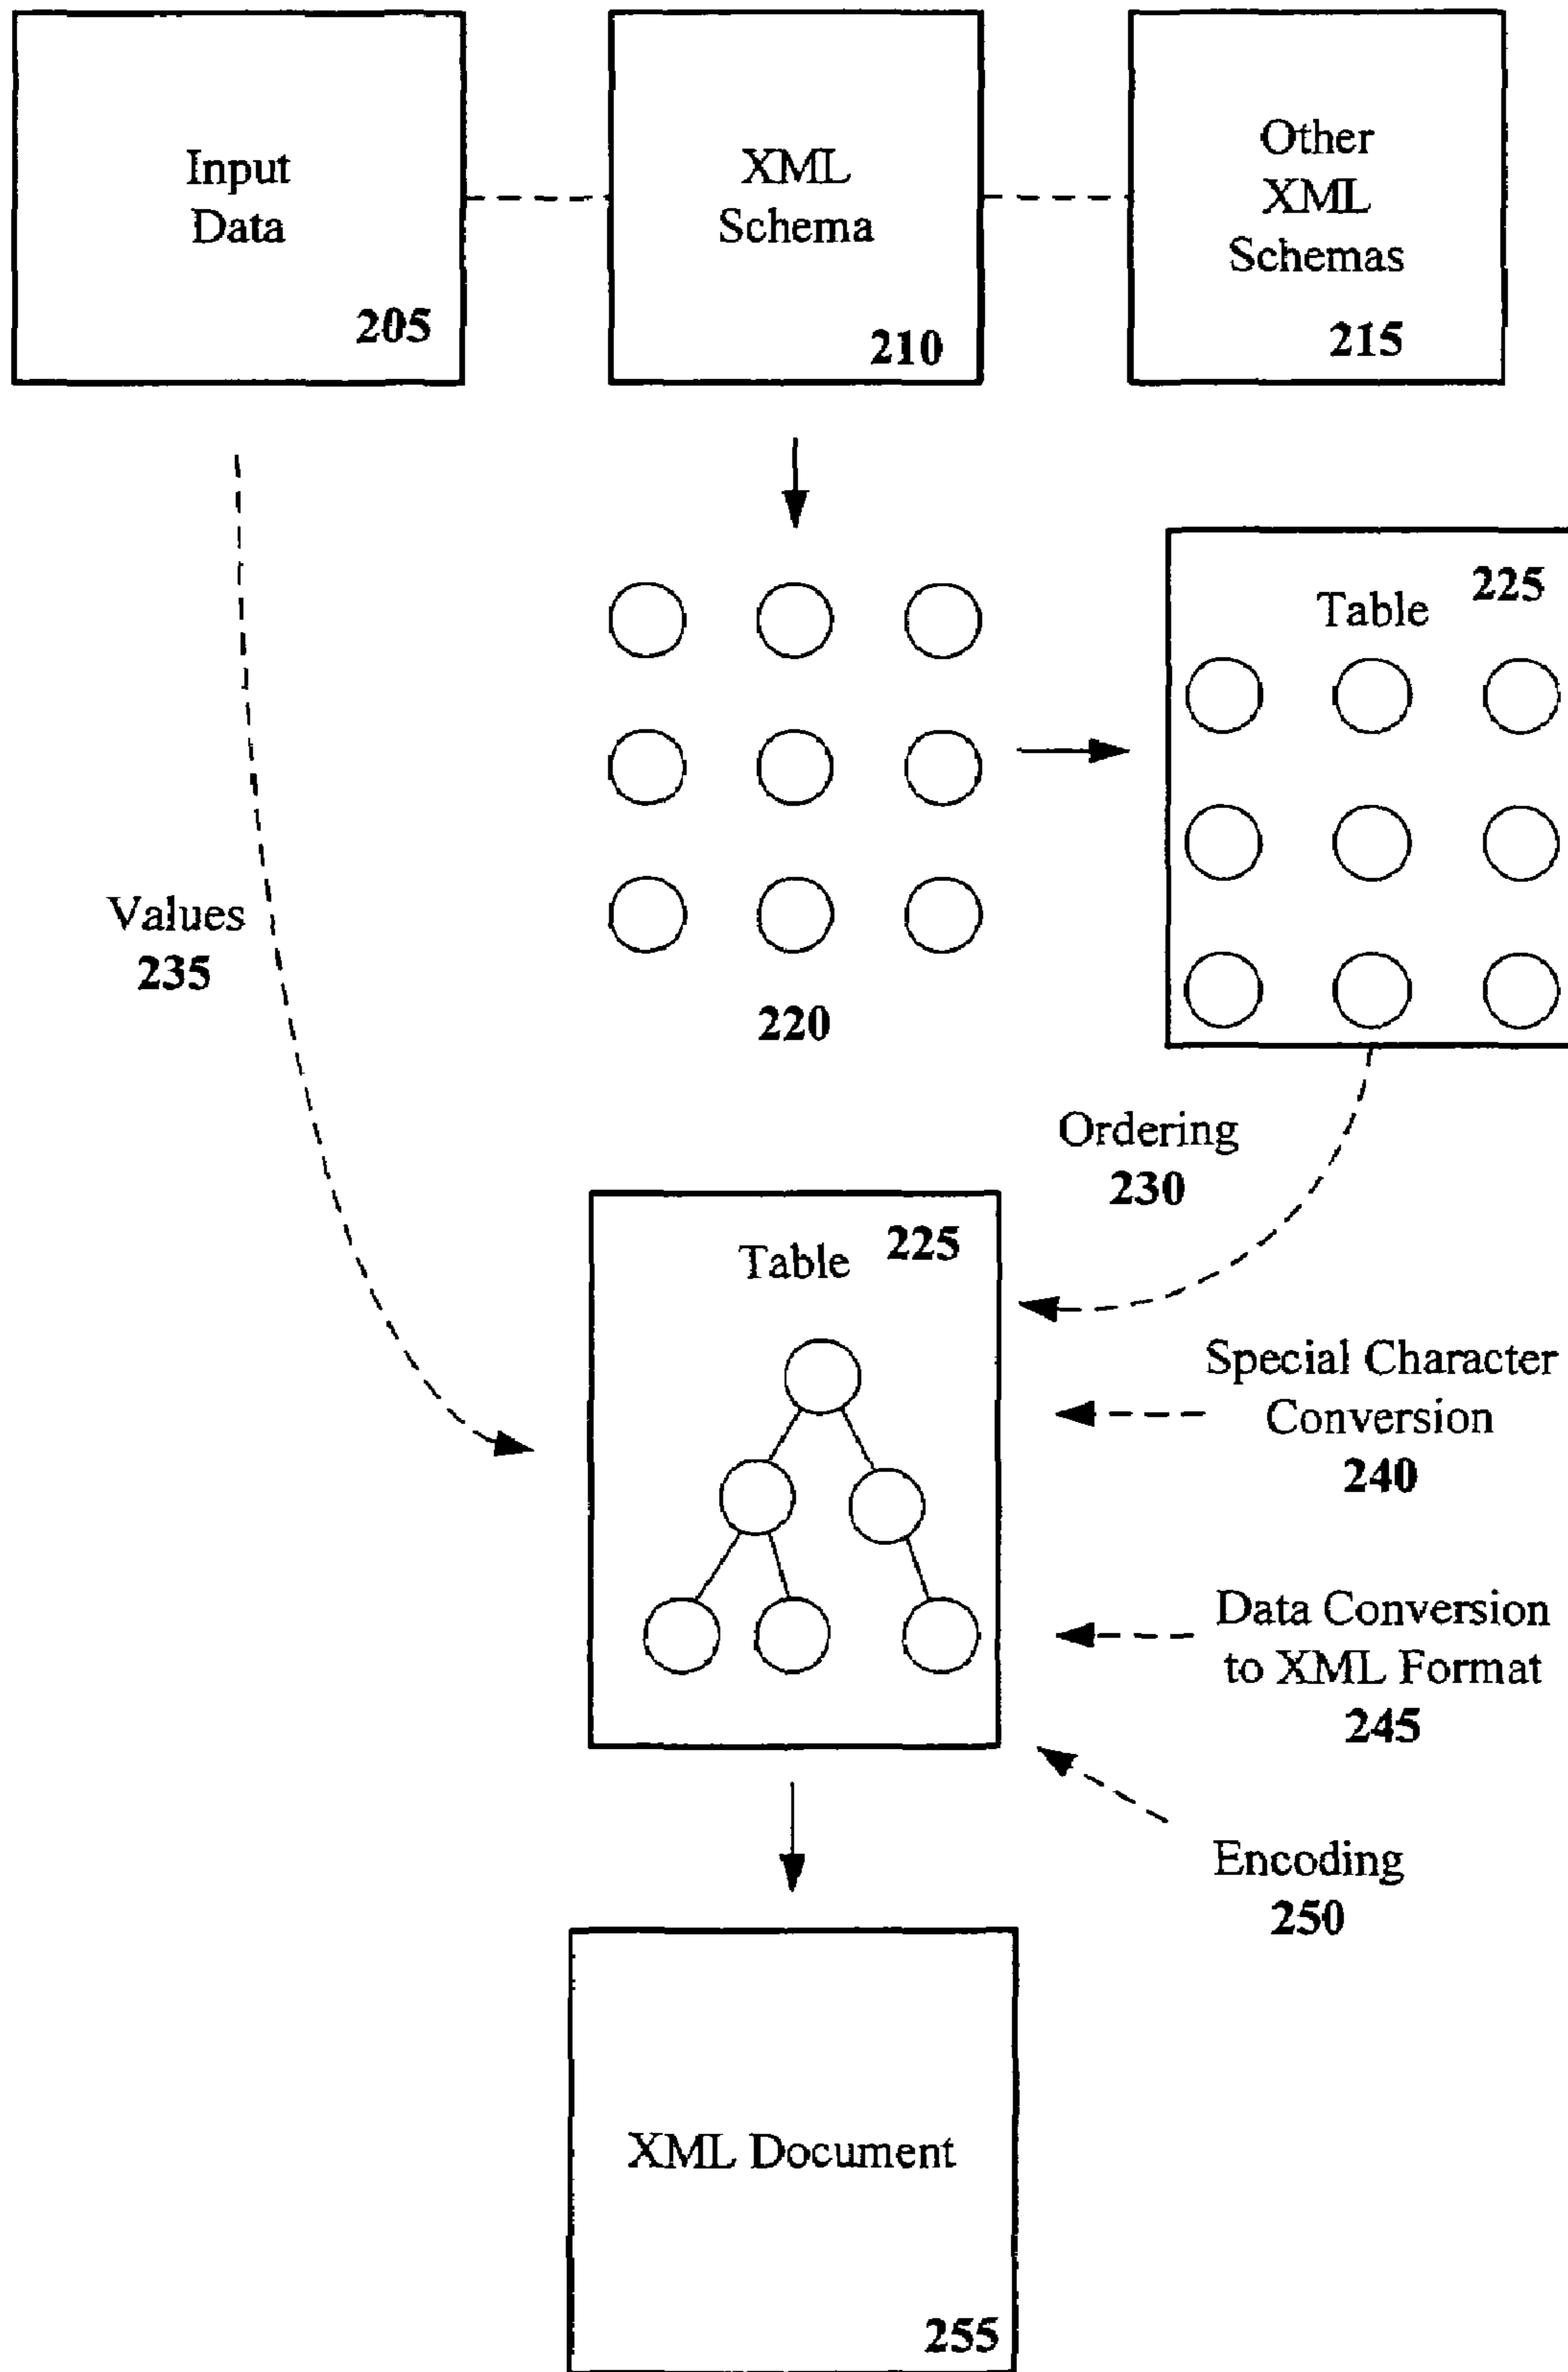 Input
Data
205
XML
Schema
210
Other
XML
Schemas
215
225
Table
Values
235
220
Ordering
230
225
Table
Special Character
Conversion
240
Data Conversion
to XML Format
245
Encoding
250
XML Document
255